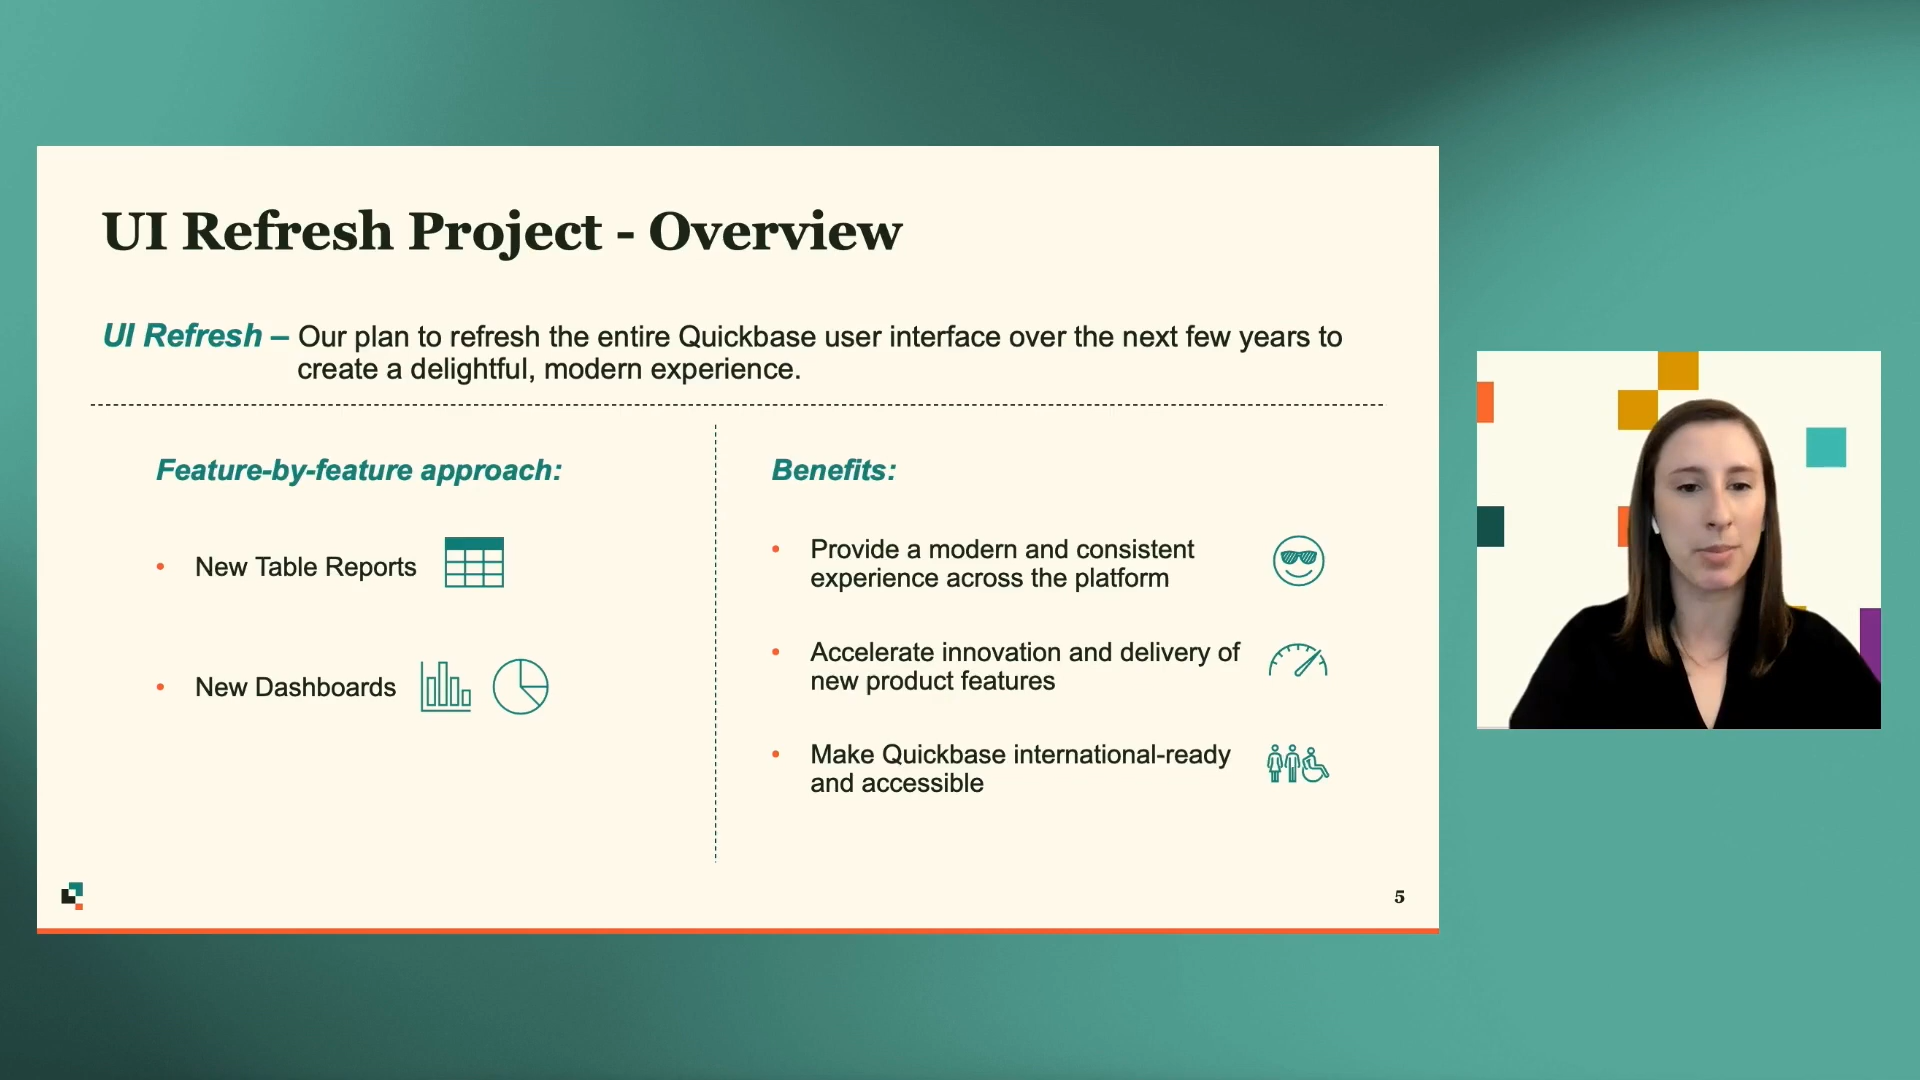 UI Refresh Project - Overview
UI Refresh – Our plan to refresh the entire Quickbase user interface over the next few years to
create a delightful, modern experience.
Feature-by-feature approach:
• New Table Reports
• New Dashboards
Benefits:
• Provide a modern and consistent
experience across the platform
• Accelerate innovation and delivery of
new product features
• Make Quickbase international-ready
and accessible
5